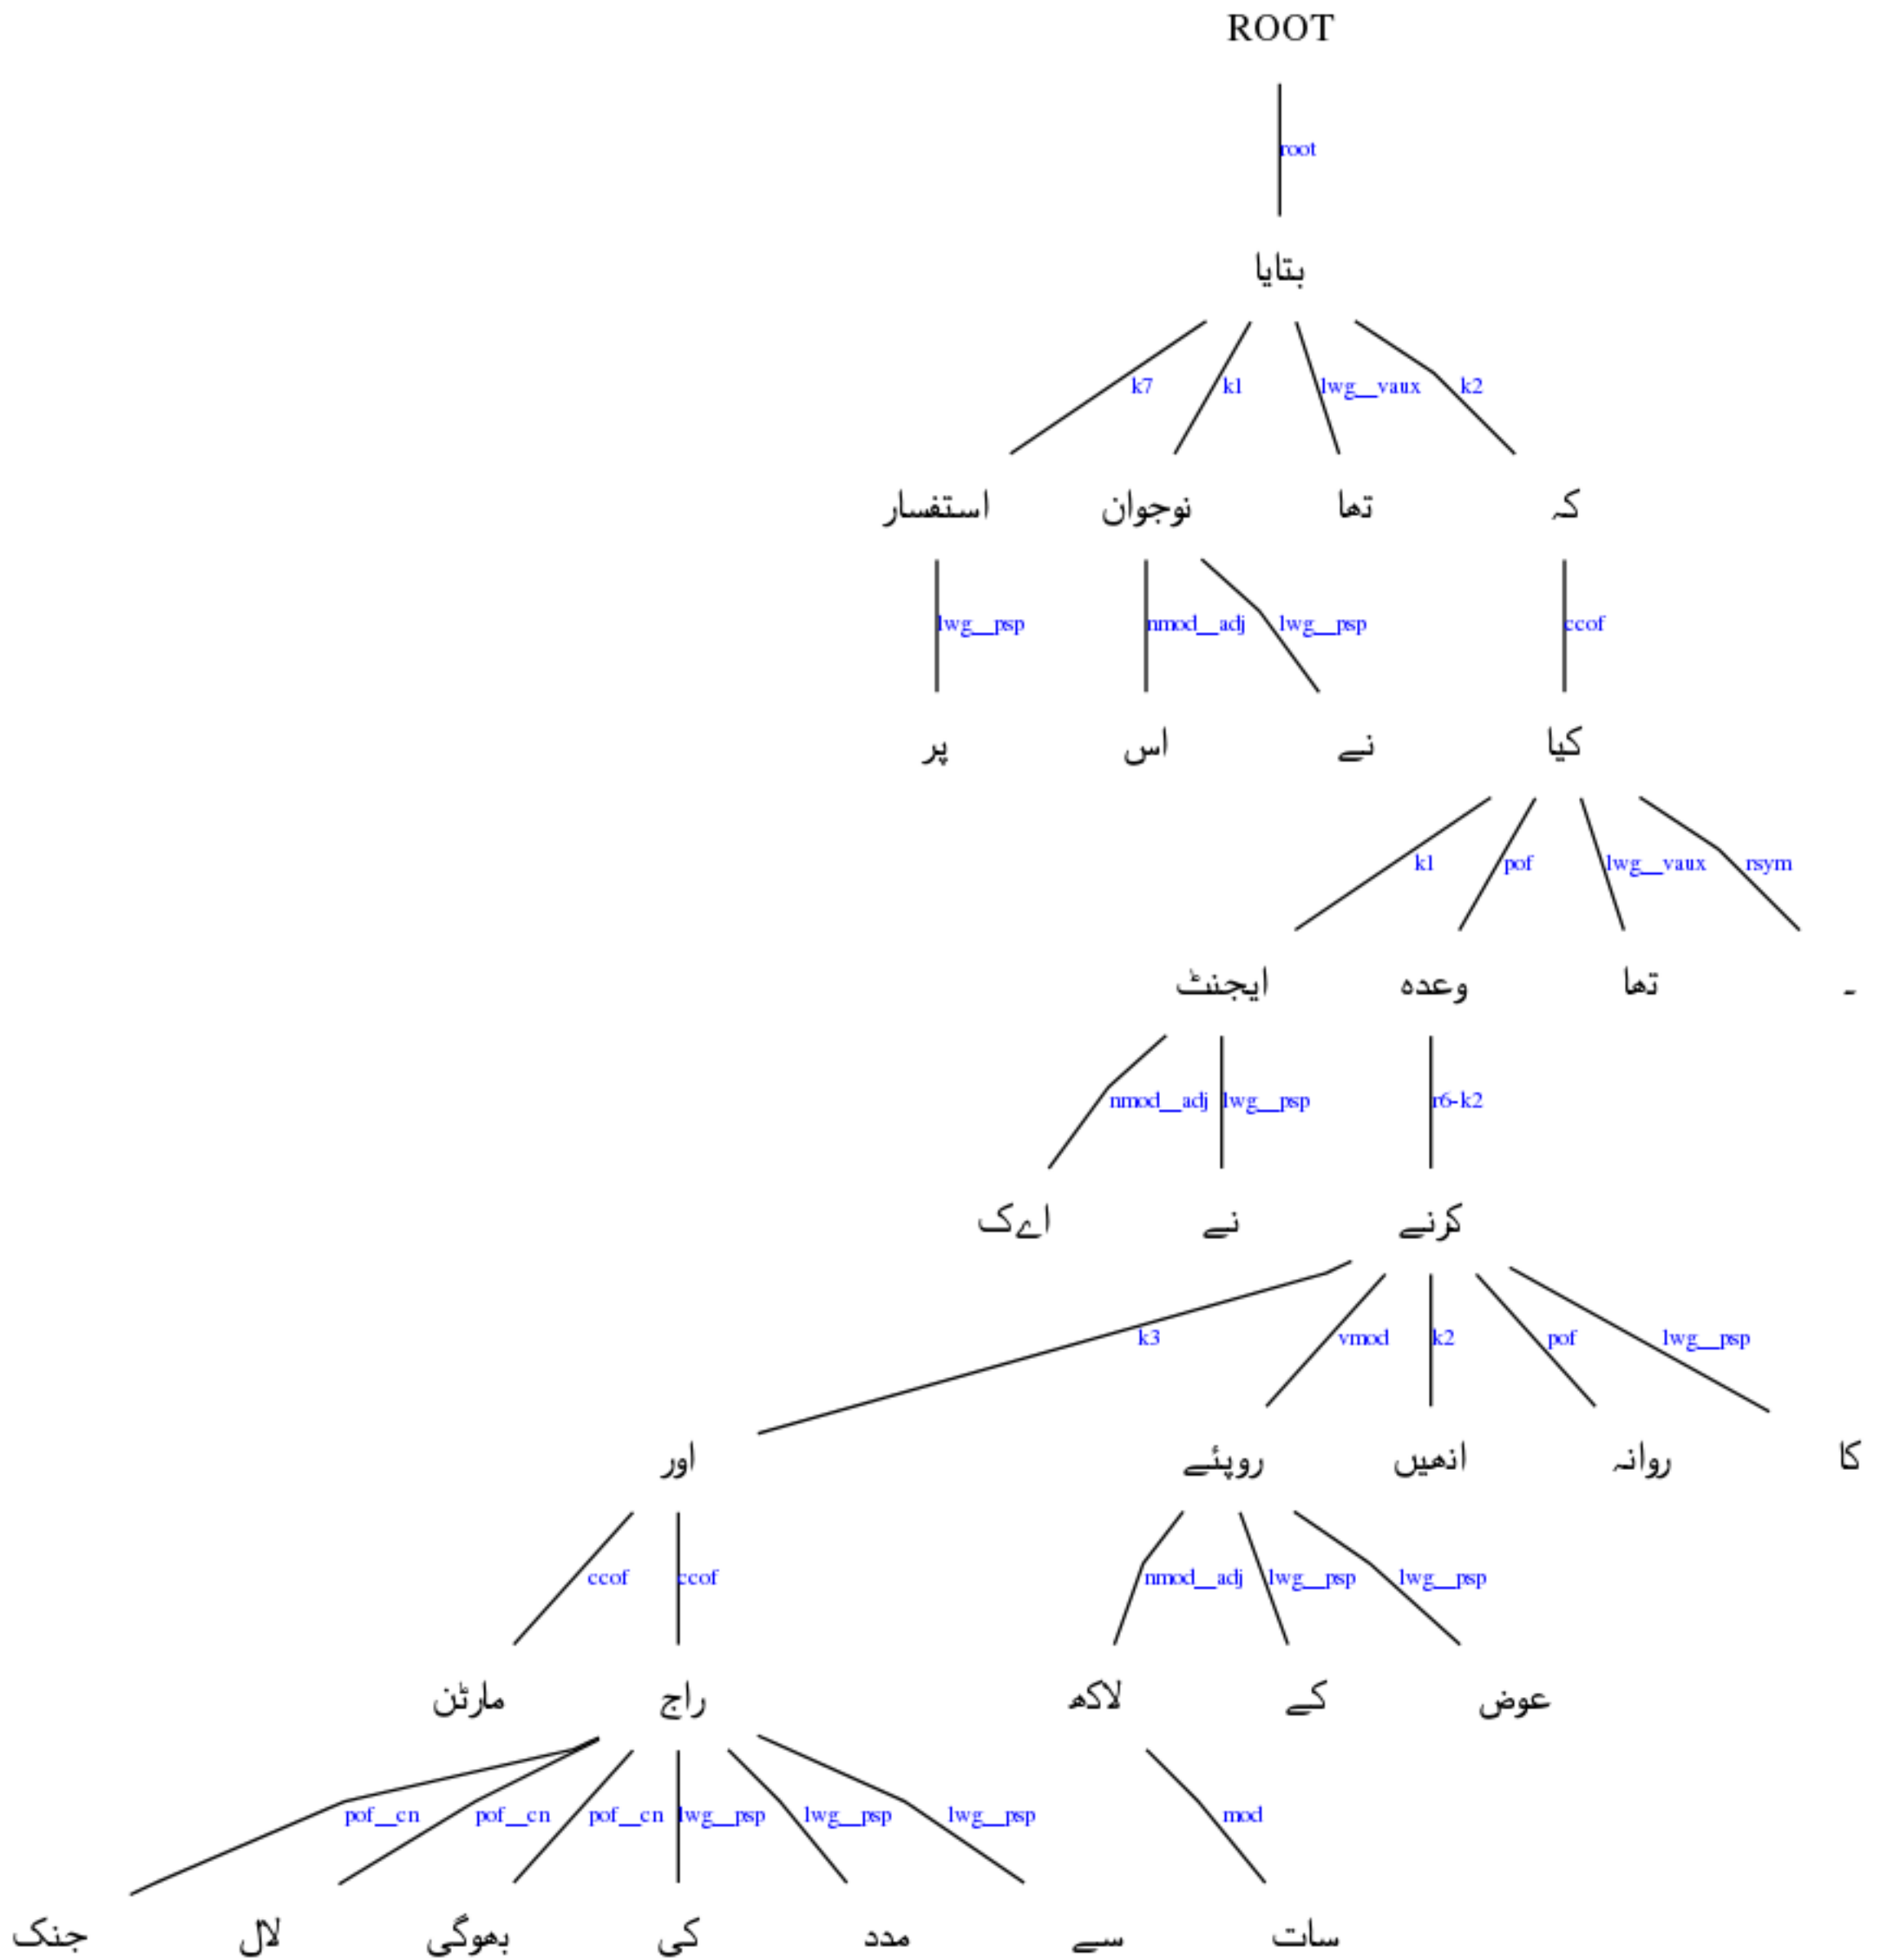 ROOT
root
بتایا
k7 k1 lwg__vaux k2
استفسار نوجوان تھا کہ
lwg__psp nmod__adj lwg__psp ccof
پر اس نے کیا
k1 pof lwg__vaux rsym
ایجنٹ وعدہ تھا ۔
nmod__adj lwg__psp r6-k2
اےک نے کرنے
k3 vmod k2 pof lwg__psp
اور روپئے انھیں روانہ کا
ccof ccof nmod__adj lwg__psp lwg__psp
مارٹن راج لاکھ کے عوض
pof__cn pof__cn pof__cn lwg__psp lwg__psp lwg__psp mod
جنک لال بھوگی کی مدد سے سات